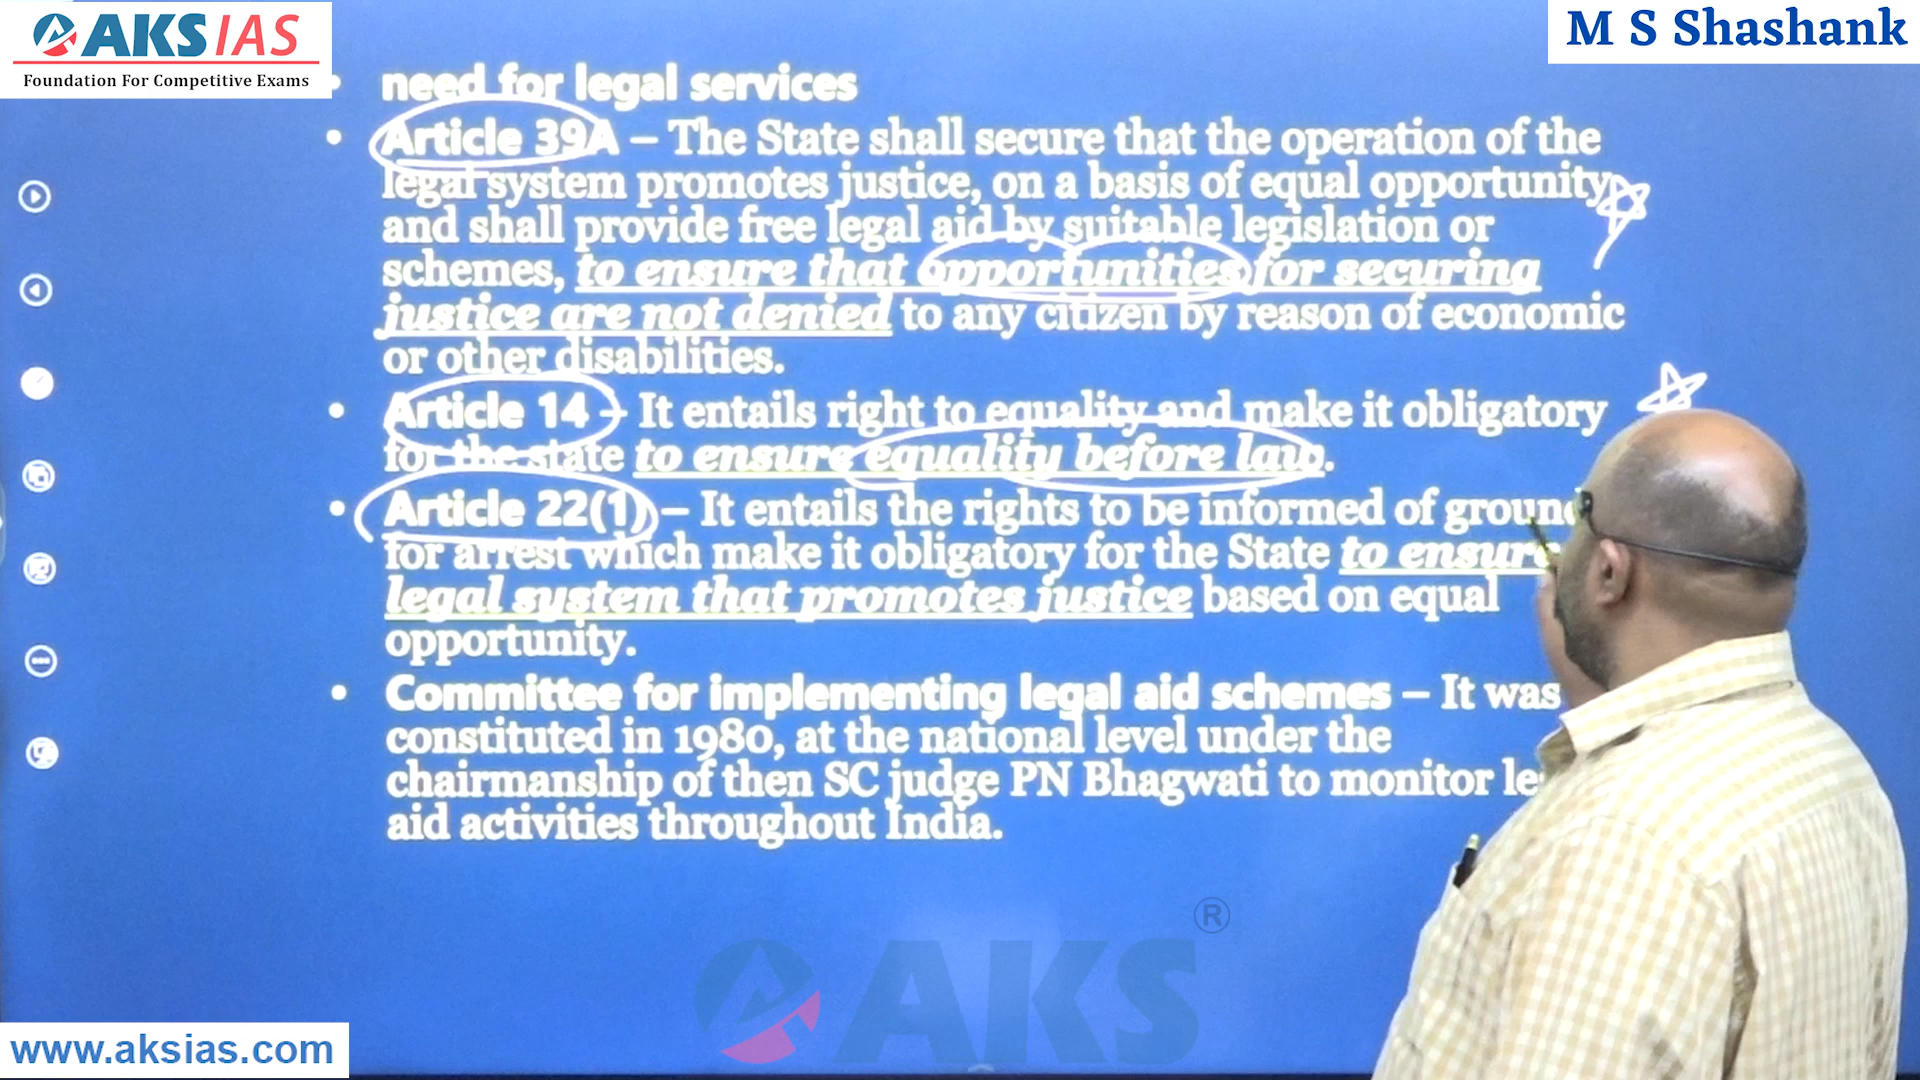 AKS IAS
Foundation For Competitive Exams
M S Shashank
• need for legal services
• Article 39A – The State shall secure that the operation of the
legal system promotes justice, on a basis of equal opportunity
and shall provide free legal aid by suitable legislation or
schemes, to ensure that opportunities for securing
justice are not denied to any citizen by reason of economic
or other disabilities.
• Article 14 – It entails right to equality and make it obligatory
for the state to ensure equality before law.
• Article 22(1) – It entails the rights to be informed of
for arrest which make it obligatory for the State to ensure
legal system that promotes justice based on equal
opportunity.
• Committee for implementing legal aid schemes – It was
constituted in 1980, at the national level under the
chairmanship of then SC judge PN Bhagwati to monitor
aid activities throughout India.
AKS ®
www.aksias.com